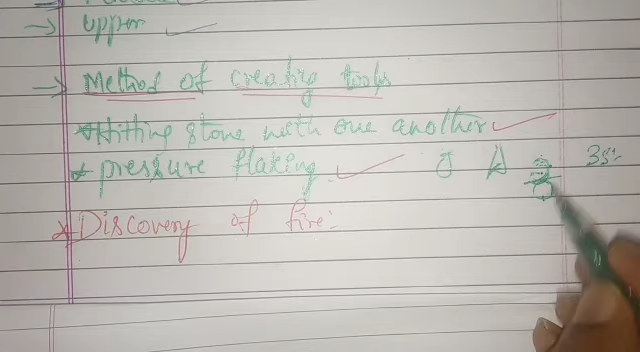 → Upper
→ Method of creating tools
* Hitting stone with one another
* pressure flaking
* Discovery of fire: